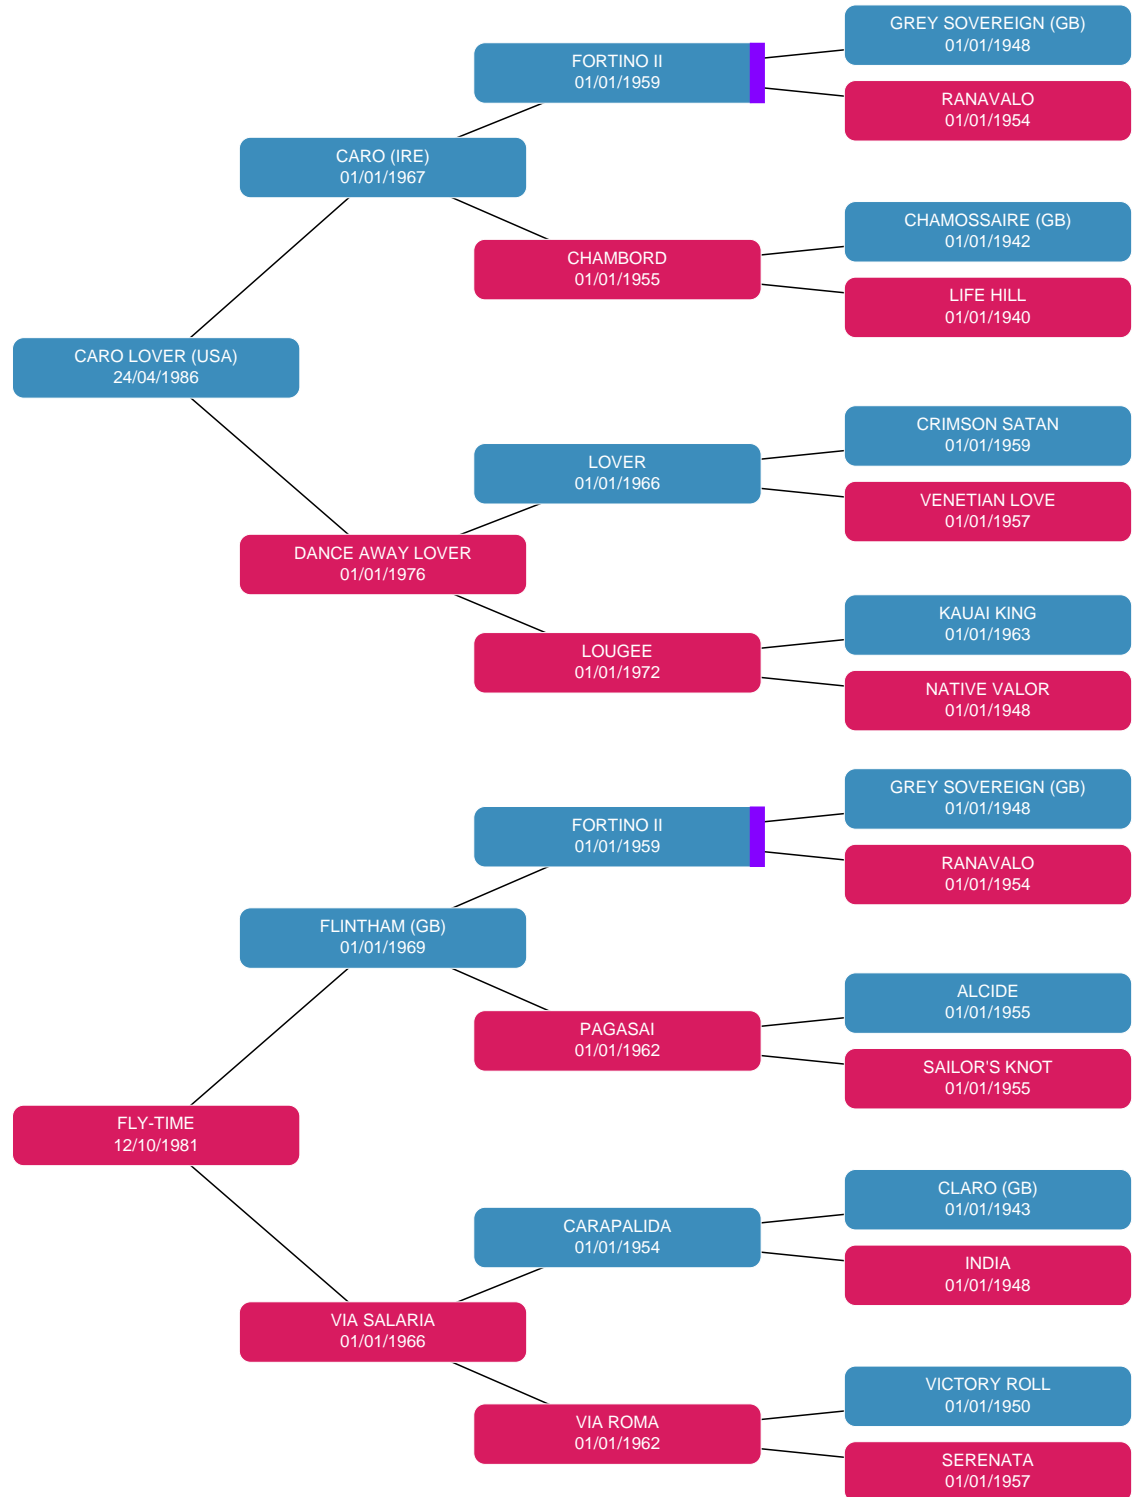 GREY SOVEREIGN (GB)
01/01/1948
FORTINO II
01/01/1959
RANAVALO
01/01/1954
CARO (IRE)
01/01/1967
CHAMOSSAIRE (GB)
01/01/1942
CHAMBORD
01/01/1955
LIFE HILL
01/01/1940
CARO LOVER (USA)
24/04/1986
CRIMSON SATAN
01/01/1959
LOVER
01/01/1966
VENETIAN LOVE
01/01/1957
DANCE AWAY LOVER
01/01/1976
KAUAI KING
01/01/1963
LOUGEE
01/01/1972
NATIVE VALOR
01/01/1948
GREY SOVEREIGN (GB)
01/01/1948
FORTINO II
01/01/1959
RANAVALO
01/01/1954
FLINTHAM (GB)
01/01/1969
ALCIDE
01/01/1955
PAGASAI
01/01/1962
SAILOR'S KNOT
01/01/1955
FLY-TIME
12/10/1981
CLARO (GB)
01/01/1943
CARAPALIDA
01/01/1954
INDIA
01/01/1948
VIA SALARIA
01/01/1966
VICTORY ROLL
01/01/1950
VIA ROMA
01/01/1962
SERENATA
01/01/1957